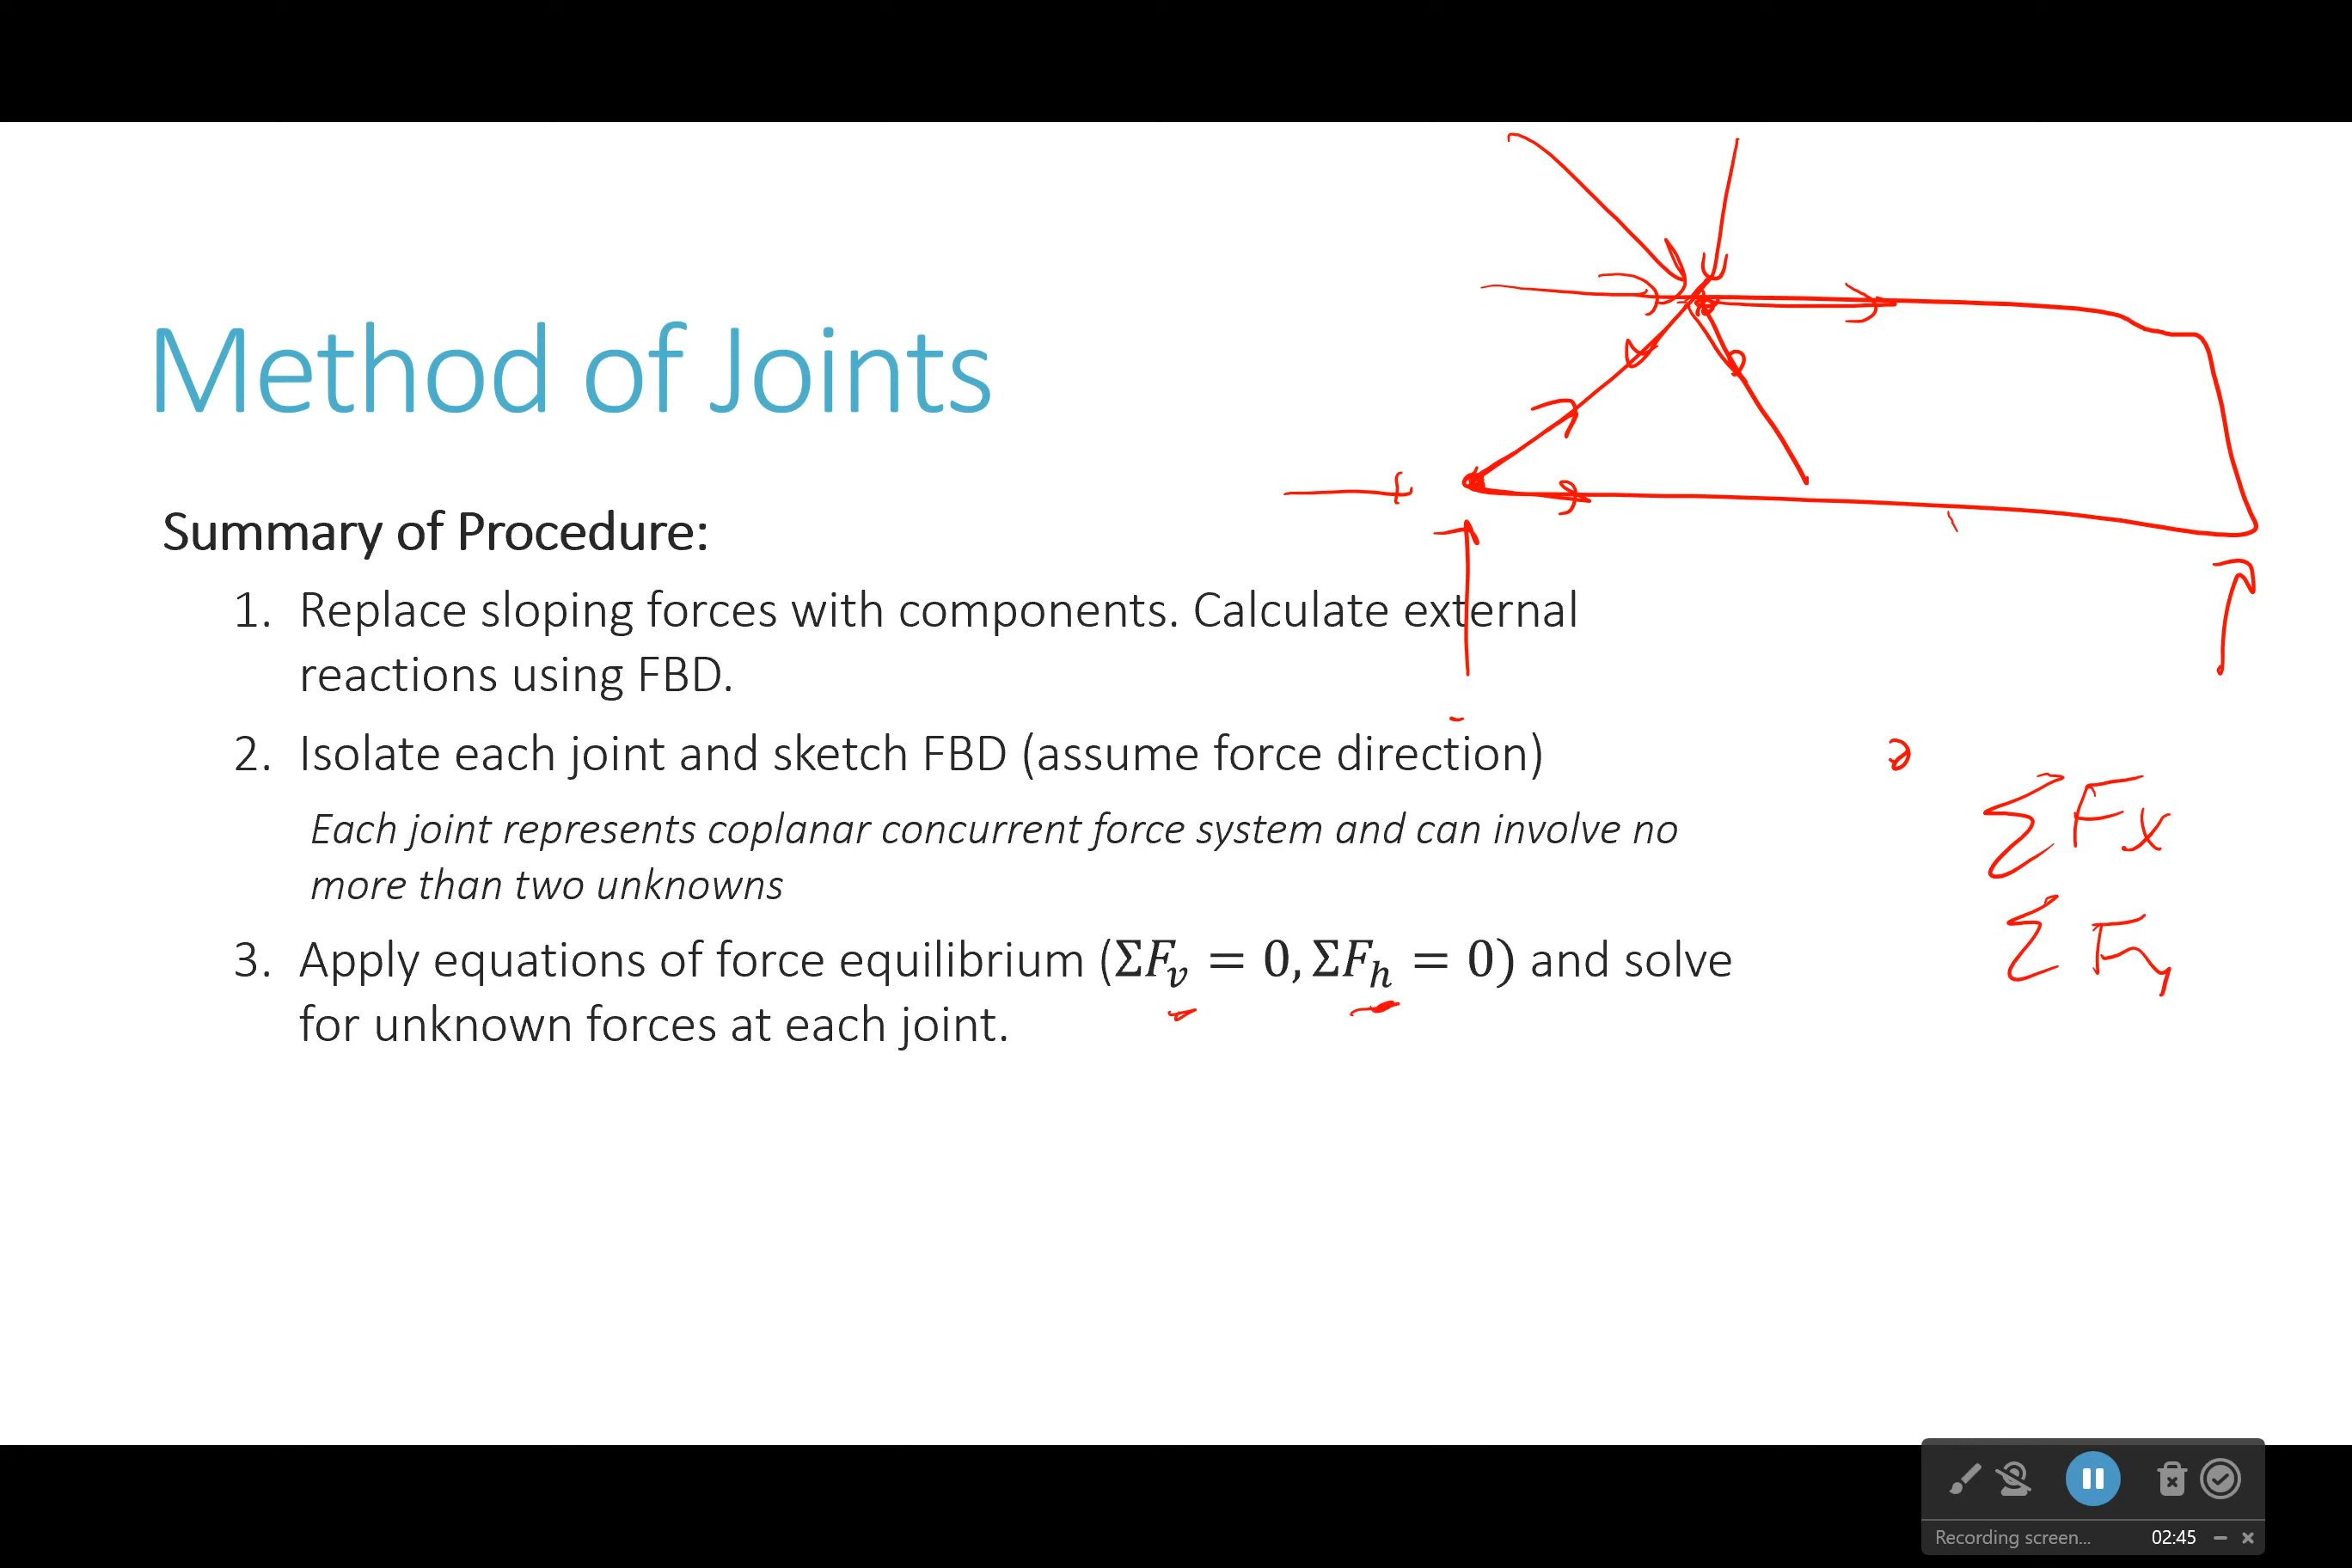 Method of Joints
Summary of Procedure:
1. Replace sloping forces with components. Calculate external
reactions using FBD.
2. Isolate each joint and sketch FBD (assume force direction)
Each joint represents coplanar concurrent force system and can involve no
more than two unknowns
3. Apply equations of force equilibrium (ΣFᵥ = 0, ΣFₕ = 0) and solve
for unknown forces at each joint.
2
ΣFx
ΣFy
Recording screen... 02:45